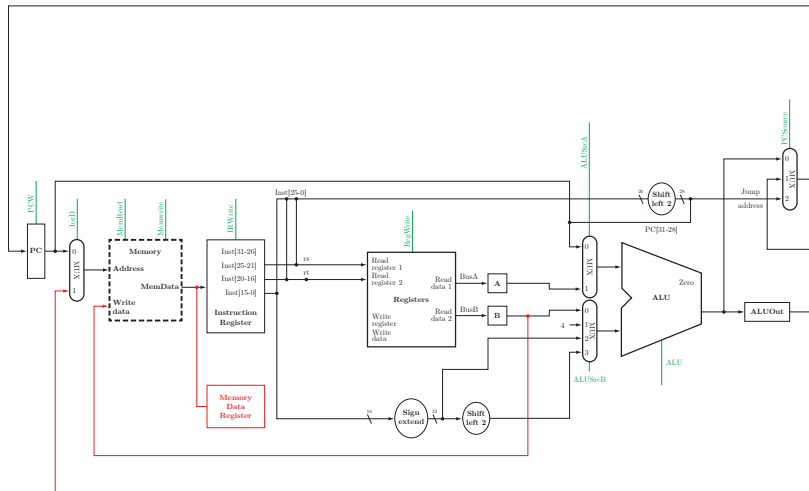 PCW
IorD
MemRead
Memwrite
IRWrite
RegWrite
ALUSrcA
PCSource
Inst[25-0]
26
Shift
left 2
28
Jump
address
PC[31-28]
0
MUX
1
2
PC
0
MUX
1
Memory
Address
MemData
Write
data
Inst[31-26]
Inst[25-21]
Inst[20-16]
Inst[15-0]
Instruction
Register
rs
rt
Read
register 1
Read
register 2
Registers
Write
register
Write
data
Read
data 1
Read
data 2
BusA
A
BusB
B
0
MUX
1
0
4
1
MUX
2
3
ALUSrcB
Zero
ALU
ALU
ALUOut
Memory
Data
Register
16
Sign
extend
32
Shift
left 2